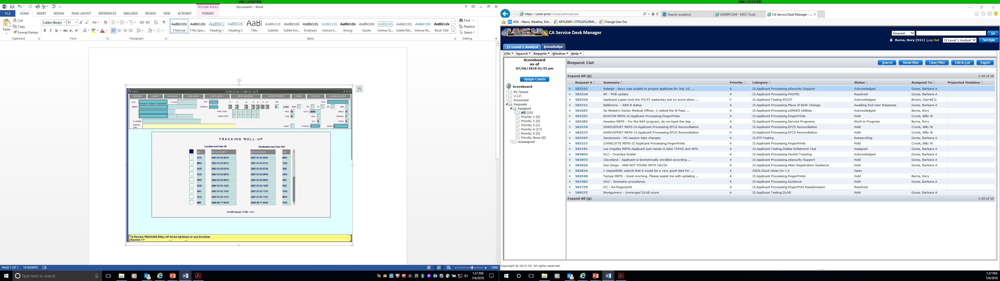 UNCLASSIFIED
PICTURE TOOLS
Document1 - Word
FILE HOME INSERT DESIGN PAGE LAYOUT REFERENCES MAILINGS REVIEW VIEW ACROBAT FORMAT
Paste
Cut
Copy
Format Painter
Calibri (Body) 11
AaBbCcDc AaBbCcDc AaBbCc AaBbCcC AaBl AaBbCcD AaBbCcDc AaBbCcDc AaBbCcDc AaBbCcDc AaBbCcDc AaBbCcDc AaBbCcDc AaBbCcDc AaBbCcDc
¶ Normal ¶ No Spac... Heading 1 Heading 2 Title Subtitle Subtle Em... Emphasis Intense E... Strong Quote Intense Q... Subtle Ref... Intense Re... Book Title
Find
Replace
Select
Clipboard Font Paragraph Styles Editing
TA01 CHECK IN / CHECK OUT
REFRESH COMMIT ROLLBACK MAIN MENU PRINT LABELS PRINT MED BRIEF SELECT PRINTER FORMS PROJECT DATABASE QUERY
SSN: P-SSN: SPF: RID DOA:
NAME: P-MEPS:
PROJ FOR: DAYS: 0000
STATUS LINE: L-TRANS: USER:
TRACKING ROLL-UP
Location and Time IN Destination and Time OUT
OCD 2007-01-03 0615 2007-01-03 0616 MED
MED 2007-01-03 0615 2007-01-03 0713 OCD
OCD 2007-01-03 0716 2007-01-03 0716 SVC
OCD 2007-01-03 0919 2007-01-03 0919 OPS
OPS 2007-01-03 0923 2007-01-03 0925 SVC
OCD 2007-01-03 1255 2007-01-03 1255 SVC
SVC 2007-01-03 1255 2007-01-03 1313 OCD
OCD 2007-01-03 1313 2007-01-03 1313 MOT
MIN 2006-08-17 0549 2006-08-17 0549 OCD
To EXIT press <CTRL + F4 >
To Review TRACKING ROLL-UP Arrow Up/Down or use Scrollbar
Record: 1/?
PAGE 1 OF 1 19 WORDS 150%
Type here to search
1:37 PM
7/6/2018
UNCLASSIFIED
https://caisd-prod/CAisd/pdmweb.exe
Search: academy
USMEPCOM - MOC Tools
CA Service Desk Manager - ...
AOL - News, Weather, Ent... AR%20601-270%20%20Mi... Change User Ssn
Service Desk Manager
CA Service Desk Manager
Request Go
Burns, Rory [921] Log Out J3 Level 1 Analyst Set Role
J3 Level 1 Analyst Knowledge
File Search Reports Window Help
Scoreboard
as of
07/06/2018 01:35 pm
Update Counts
Scoreboard
My Queue
V.I.P.
Document
Requests
Assigned
All (20)
Priority 1 (0)
Priority 2 (0)
Priority 3 (1)
Priority 4 (17)
Priority 5 (0)
Priority None (0)
Unassigned
Request List Search Show Filter Clear Filter Edit in List Export
Expand All ($) 1-20 of 20
Request # Summary Priority Category Status Assigned To Projected Violation
583341 Raleigh - Navy was unable to project applicant for July 10, ... 4 J3.Applicant Processing.eSecurity Support Acknowledged Gorss, Barbara A
583334 NY - POB update 4 J3.Applicant Processing.PAI/PEI Resolved Gorss, Barbara A
583324 Applicant Lopez took the PICAT yesterday but no score show ... 3 J3.Applicant Testing.PICAT Acknowledged Brown, Darrell D
583311 Baltimore - -ARN N status 4 J3.Applicant Processing.Place of Birth Change Awaiting End User Response Gorss, Barbara A
583297 As Western Sector Medical Officer, I visited the El Paso ... 4 J3.Applicant Processing.USMIRS Utilities Acknowledged Burns, Rory
583291 BOSTON MEPS-J3.Applicant Processing.FingerPrints 4 J3.Applicant Processing.FingerPrints Hold Crook, Billy W
583282 Houston MEPS - For the NAP program, do we input the dep ... 4 J3.Applicant Processing.Service Programs Work in Progress Burns, Rory
583274 SHREVEPORT MEPS-J3.Applicant Processing.EFCS Reconciliation 4 J3.Applicant Processing.EFCS Reconciliation Hold Crook, Billy W
583273 SHREVEPORT MEPS-J3.Applicant Processing.EFCS Reconciliation 4 J3.Applicant Processing.EFCS Reconciliation Hold Crook, Billy W
583247 Sacamento - HS session date changes 4 J3.ETP.Testing Researching Gorss, Barbara A
583217 CHARLOTTE MEPS-J3.Applicant Processing.FingerPrints 4 J3.Applicant Processing.FingerPrints Hold Crook, Billy W
583101 Los Angeles MEPS-Applicant just needs to take TAPAS and WPA 4 J3.Applicant Testing.Delete Enlistment Test Assigned Gorss, Barbara A
583092 SLC - Overdue Roster 4 J3.Applicant Processing.Packet Tracking Acknowledged Gorss, Barbara A
583073 Cleveland - Applicant is biometrically enrolled according ... 4 J3.Applicant Processing.eSecurity Support Hold Gorss, Barbara A
582826 San Diego - ARN NOT FOUND WITH USCIS 4 J3.Applicant Processing.Alien Registration Guidance Hold Gorss, Barbara A
582816 I respectfully submit that it would be a very good idea for ... 4 GIDS.Good Ideas for J-3 Open
582520 Tampa MEPS - Good morning. Please assist me with updating ... 4 J3.Applicant Processing.FingerPrints Hold Burns, Rory
581983 OKC - biometric procedures 4 J3.Applicant Processing.Guidance Hold Gorss, Barbara A
581779 KC - Re-fingerprint 4 J3.Applicant Processing.FingerPrint Resubmission Resolved
580275 Montgomery - Unmerged DLAB score 4 J3.Applicant Testing.DLAB Hold Gorss, Barbara A
Expand All ($) 1-20 of 20
Copyright © 2013 CA. All rights reserved.
1:37 PM
7/6/2018